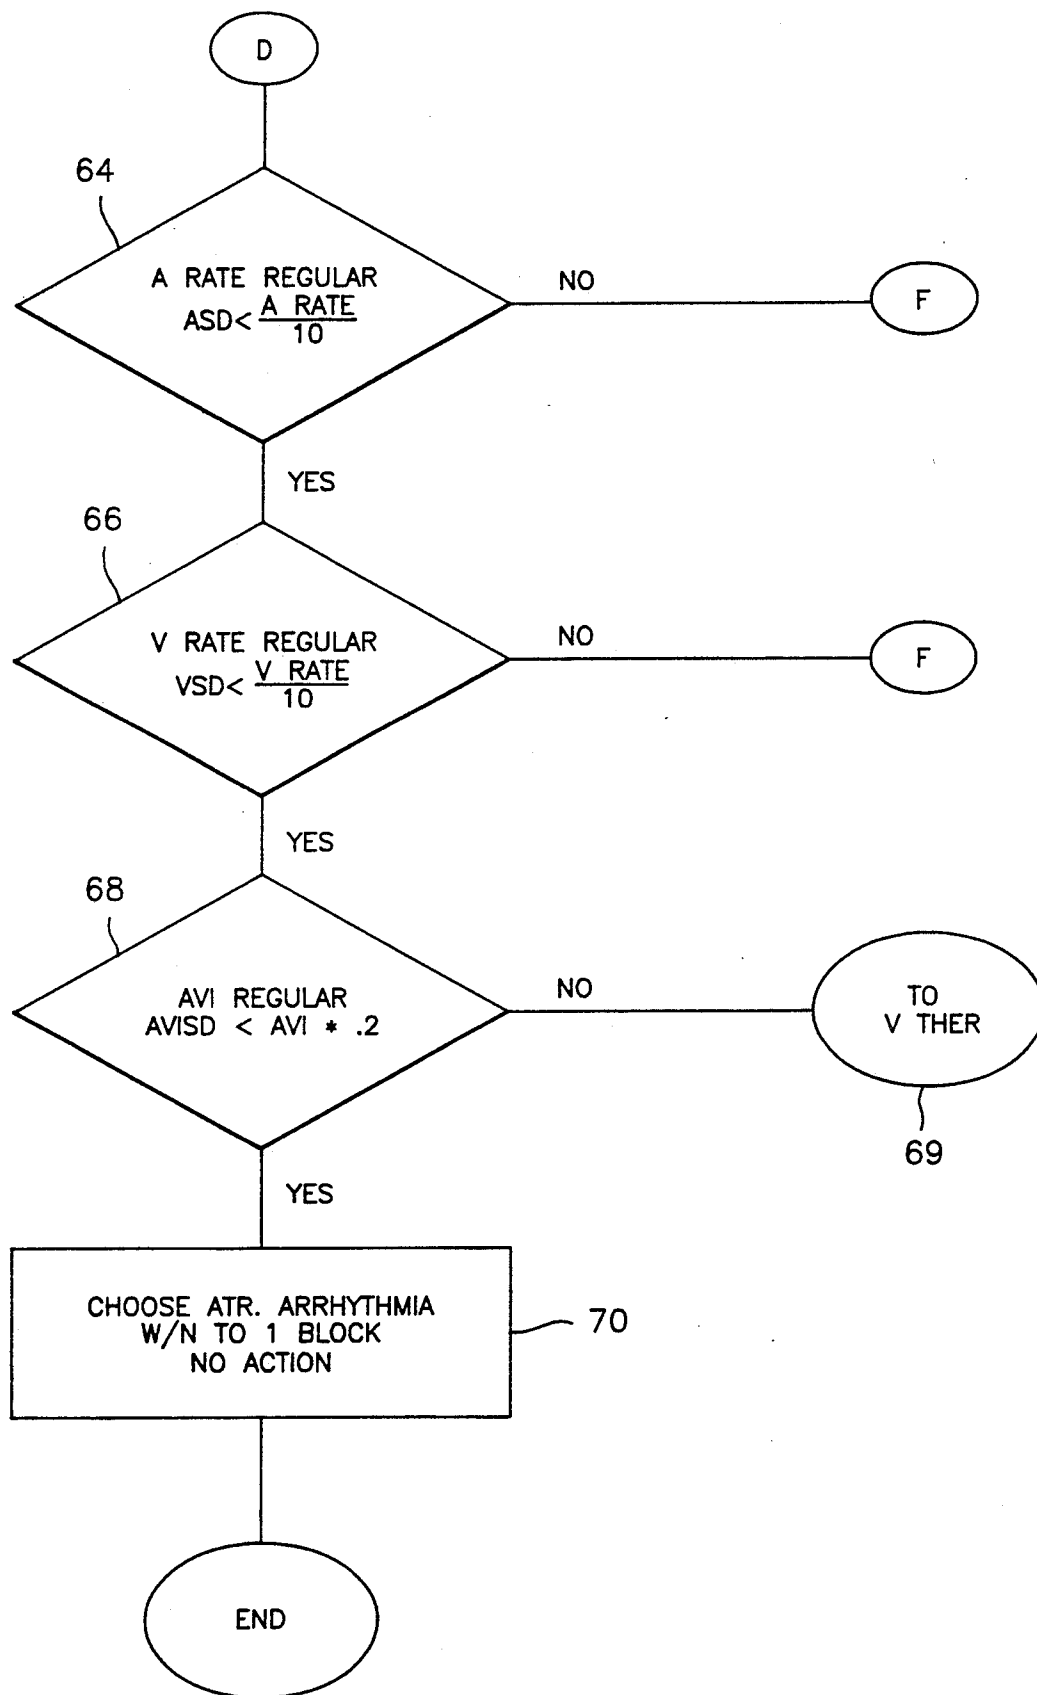 D
64
A RATE REGULAR
ASD< A RATE
10
NO
F
YES
66
V RATE REGULAR
VSD< V RATE
10
NO
F
YES
68
AVI REGULAR
AVISD < AVI * .2
NO
TO
V THER
69
YES
CHOOSE ATR. ARRHYTHMIA
W/N TO 1 BLOCK
NO ACTION
70
END